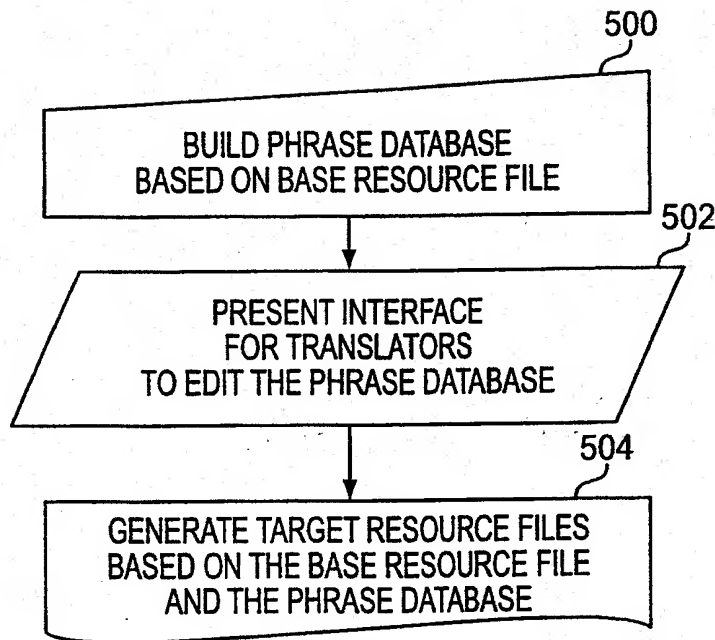 500
BUILD PHRASE DATABASE
BASED ON BASE RESOURCE FILE
502
PRESENT INTERFACE
FOR TRANSLATORS
TO EDIT THE PHRASE DATABASE
504
GENERATE TARGET RESOURCE FILES
BASED ON THE BASE RESOURCE FILE
AND THE PHRASE DATABASE